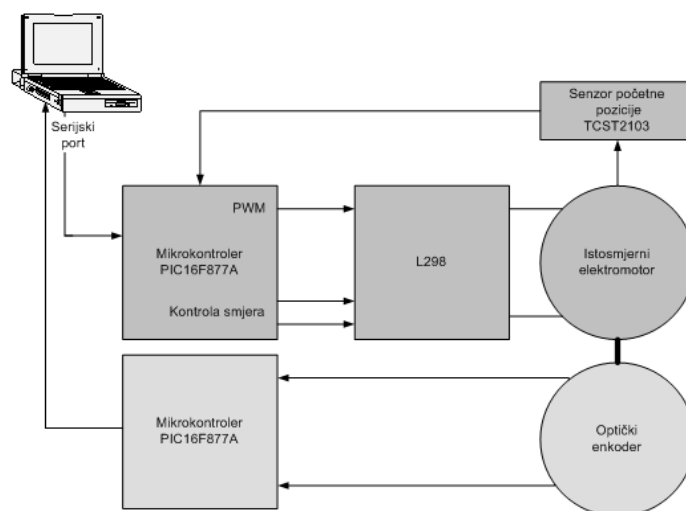 Senzor početne
pozicije
TCST2103
Serijski
port
PWM
Mikrokontroler
PIC16F877A
Kontrola smjera
L298
Istosmjerni
elektromotor
Mikrokontroler
PIC16F877A
Optički
enkoder